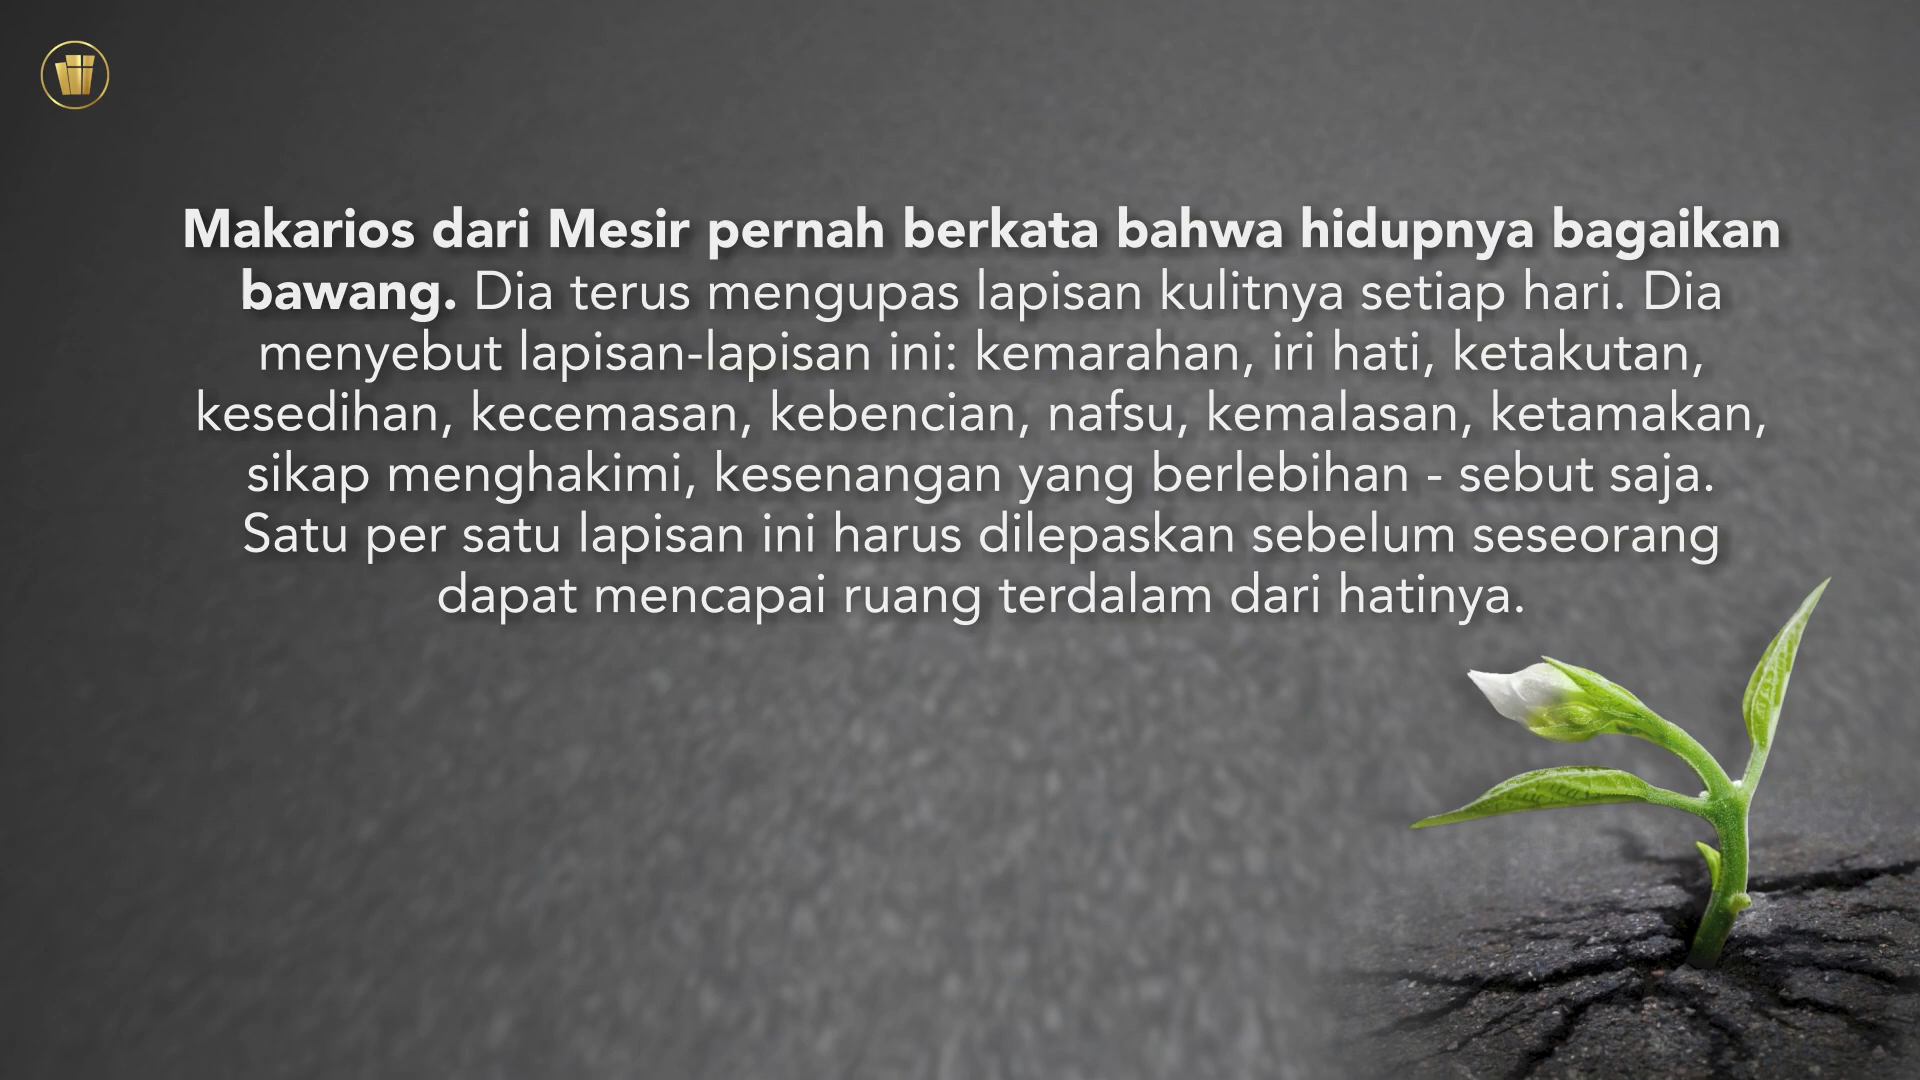 Makarios dari Mesir pernah berkata bahwa hidupnya bagaikan
bawang. Dia terus mengupas lapisan kulitnya setiap hari. Dia
menyebut lapisan-lapisan ini: kemarahan, iri hati, ketakutan,
kesedihan, kecemasan, kebencian, nafsu, kemalasan, ketamakan,
sikap menghakimi, kesenangan yang berlebihan - sebut saja.
Satu per satu lapisan ini harus dilepaskan sebelum seseorang
dapat mencapai ruang terdalam dari hatinya.